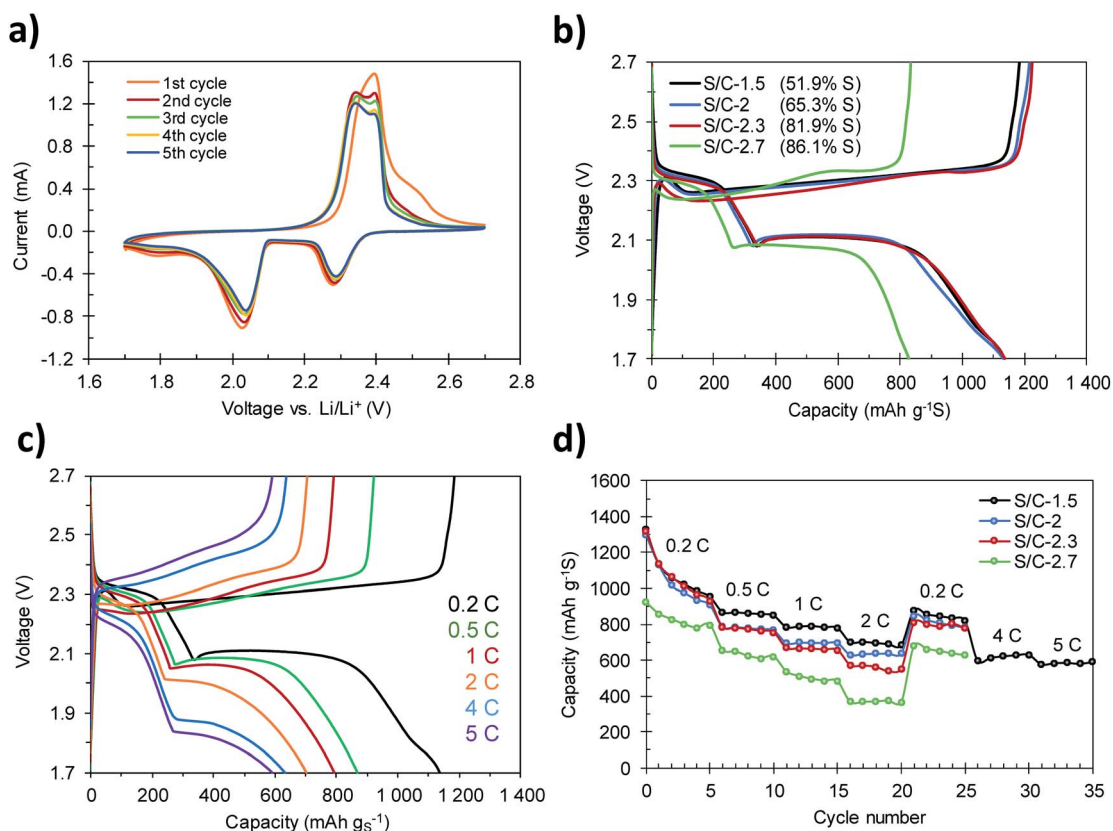 a)
1.6
1.2
0.8
0.4
0.0
-0.4
-0.8
-1.2
Current (mA)
1st cycle
2nd cycle
3rd cycle
4th cycle
5th cycle
1.6 1.8 2.0 2.2 2.4 2.6 2.8
Voltage vs. Li/Li⁺ (V)
b)
2.7
2.5
2.3
2.1
1.9
1.7
Voltage (V)
S/C-1.5 (51.9% S)
S/C-2 (65.3% S)
S/C-2.3 (81.9% S)
S/C-2.7 (86.1% S)
0 200 400 600 800 1 000 1 200 1 400
Capacity (mAh g⁻¹S)
c)
2.7
2.5
2.3
2.1
1.9
1.7
Voltage (V)
0.2 C
0.5 C
1 C
2 C
4 C
5 C
0 200 400 600 800 1 000 1 200 1 400
Capacity (mAh gₛ⁻¹)
d)
1600
1400
1200
1000
800
600
400
200
0
Capacity (mAh g⁻¹S)
S/C-1.5
S/C-2
S/C-2.3
S/C-2.7
0.2 C
0.5 C
1 C
2 C
0.2 C
4 C
5 C
0 5 10 15 20 25 30 35
Cycle number